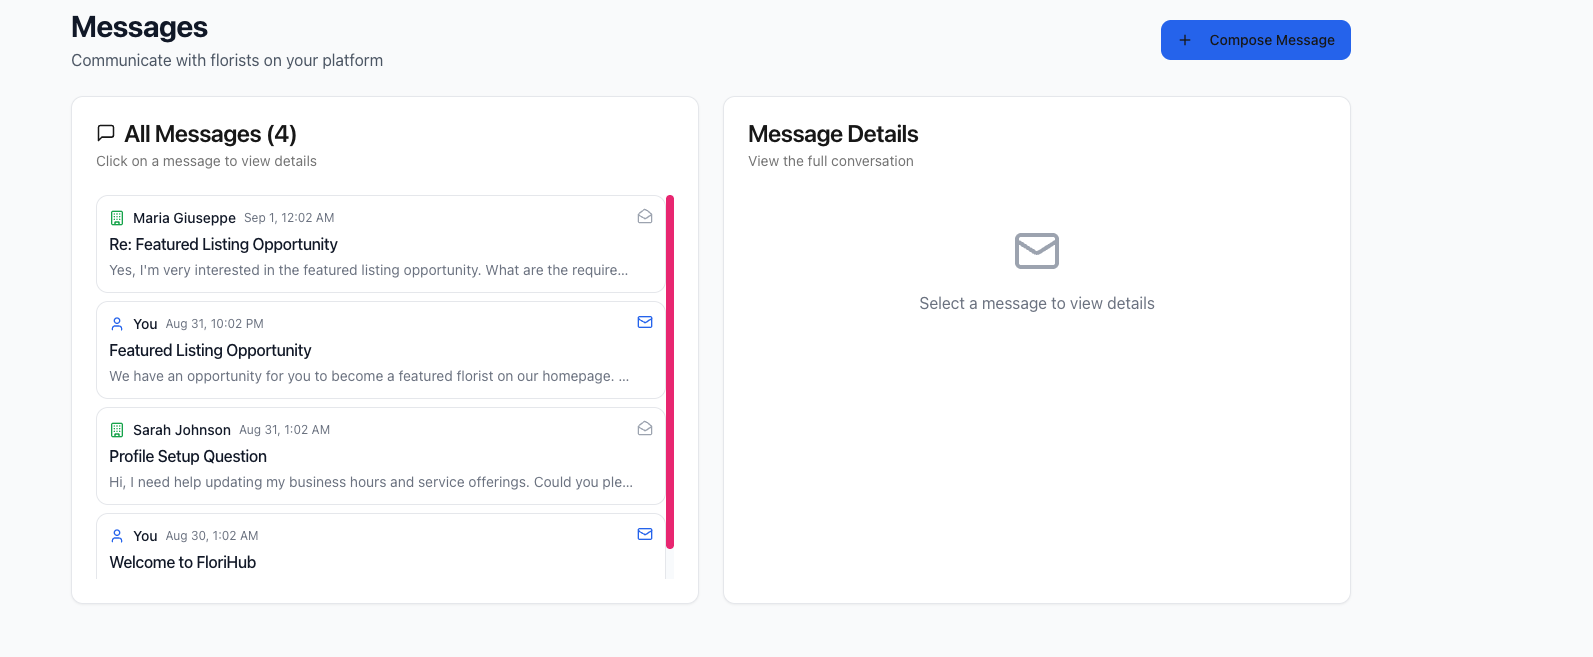 Messages
Communicate with florists on your platform
+ Compose Message
All Messages (4)
Click on a message to view details
Maria Giuseppe Sep 1, 12:02 AM
Re: Featured Listing Opportunity
Yes, I'm very interested in the featured listing opportunity. What are the require...
You Aug 31, 10:02 PM
Featured Listing Opportunity
We have an opportunity for you to become a featured florist on our homepage. ...
Sarah Johnson Aug 31, 1:02 AM
Profile Setup Question
Hi, I need help updating my business hours and service offerings. Could you ple...
You Aug 30, 1:02 AM
Welcome to FloriHub
Message Details
View the full conversation
Select a message to view details